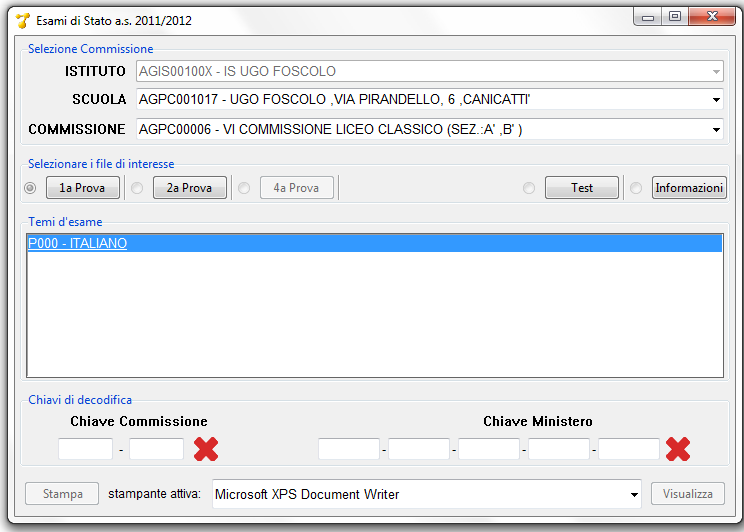 Esami di Stato a.s. 2011/2012
Selezione Commissione
ISTITUTO AGIS00100X - IS UGO FOSCOLO
SCUOLA AGPC001017 - UGO FOSCOLO ,VIA PIRANDELLO, 6 ,CANICATTI'
COMMISSIONE AGPC00006 - VI COMMISSIONE LICEO CLASSICO (SEZ.:A' ,B' )
Selezionare i file di interesse
1a Prova 2a Prova 4a Prova Test Informazioni
Temi d'esame
P000 - ITALIANO
Chiavi di decodifica
Chiave Commissione Chiave Ministero
- - - - -
Stampa stampante attiva: Microsoft XPS Document Writer Visualizza